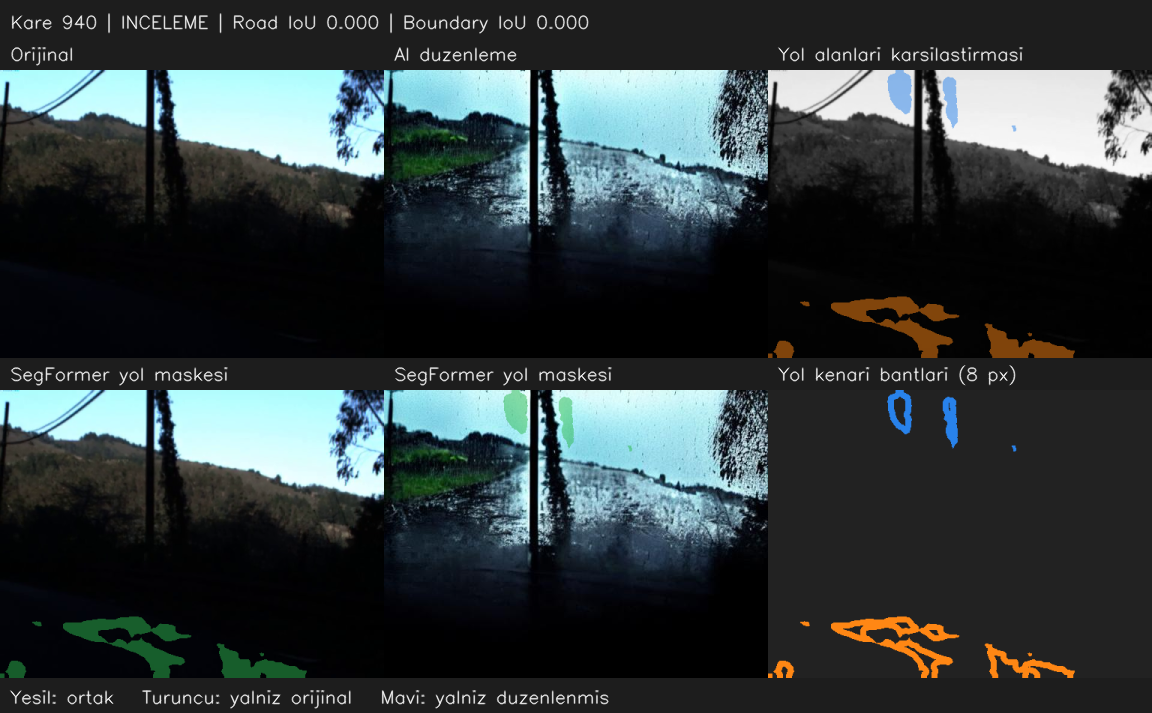 Kare 940 | INCELEME | Road IoU 0.000 | Boundary IoU 0.000
Orijinal AI duzenleme Yol alanlari karsilastirmasi
SegFormer yol maskesi SegFormer yol maskesi Yol kenari bantlari (8 px)
Yesil: ortak Turuncu: yalniz orijinal Mavi: yalniz duzenlenmis